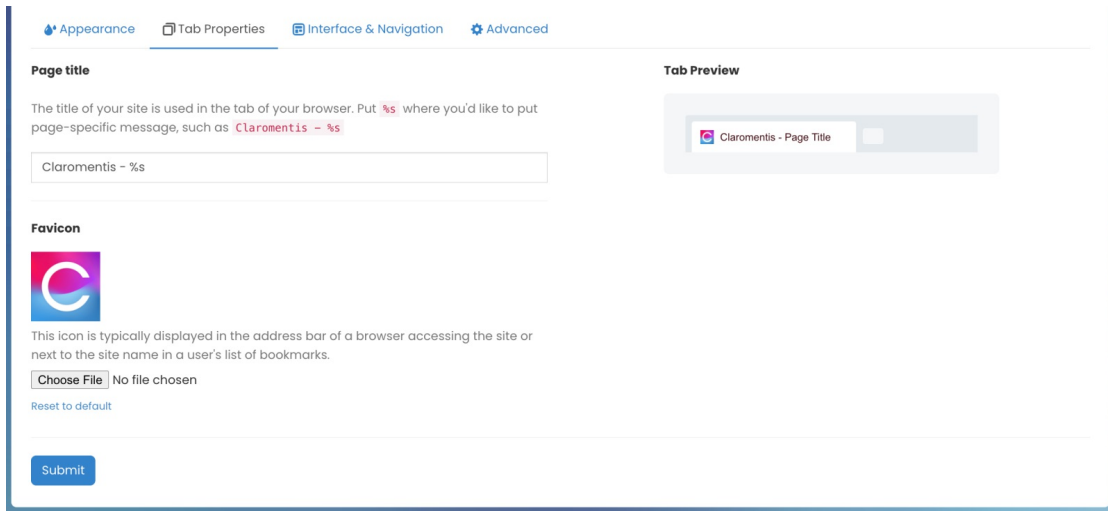 Appearance
Tab Properties
Interface & Navigation
Advanced
Page title
The title of your site is used in the tab of your browser. Put %s where you'd like to put
page-specific message, such as Claromentis - %s
Claromentis - %s
Favicon
C
This icon is typically displayed in the address bar of a browser accessing the site or
next to the site name in a user's list of bookmarks.
Choose File No file chosen
Reset to default
Submit
Tab Preview
Claromentis - Page Title